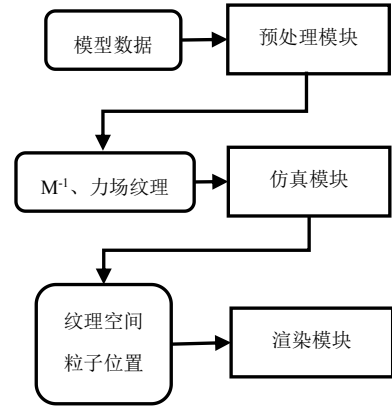 模型数据
预处理模块
M⁻¹、力场纹理
仿真模块
纹理空间
粒子位置
渲染模块